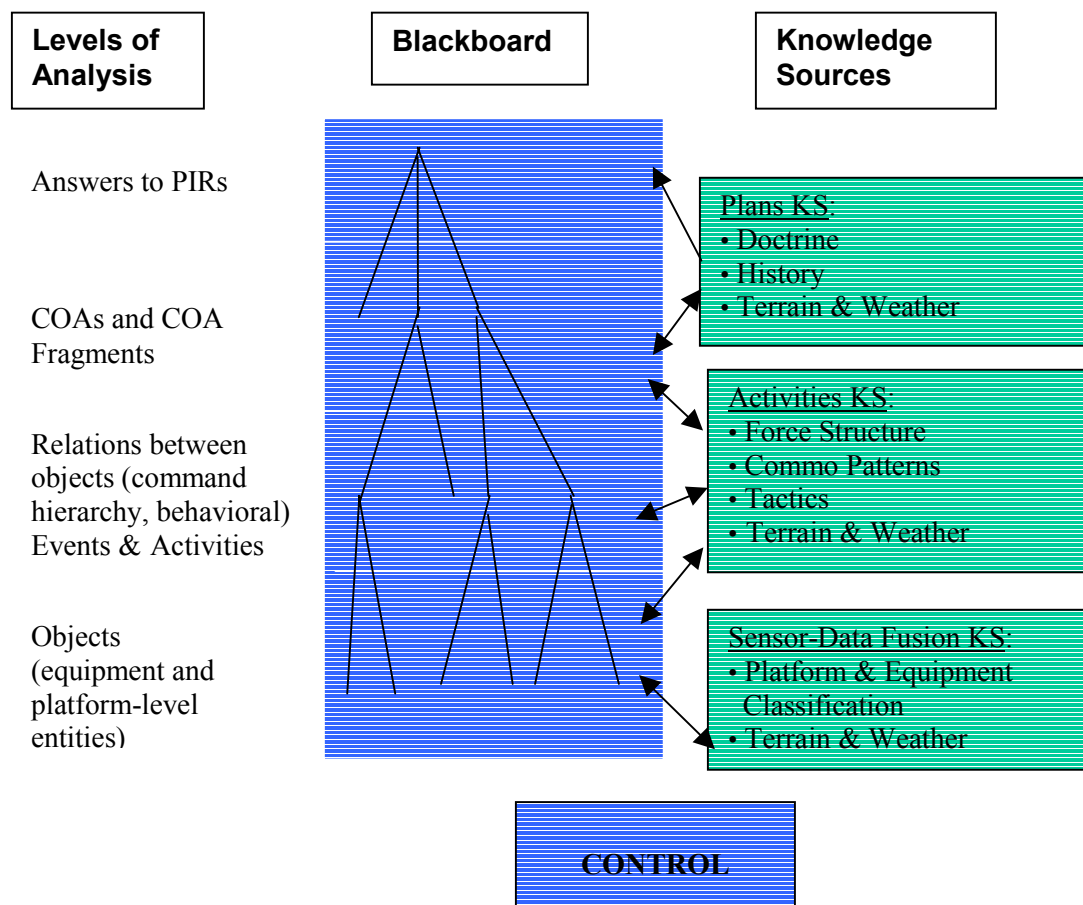 Levels of
Analysis
Blackboard
Knowledge
Sources
Answers to PIRs
COAs and COA
Fragments
Relations between
objects (command
hierarchy, behavioral)
Events & Activities
Objects
(equipment and
platform-level
entities)
Plans KS:
• Doctrine
• History
• Terrain & Weather
Activities KS:
• Force Structure
• Commo Patterns
• Tactics
• Terrain & Weather
Sensor-Data Fusion KS:
• Platform & Equipment
Classification
• Terrain & Weather
CONTROL